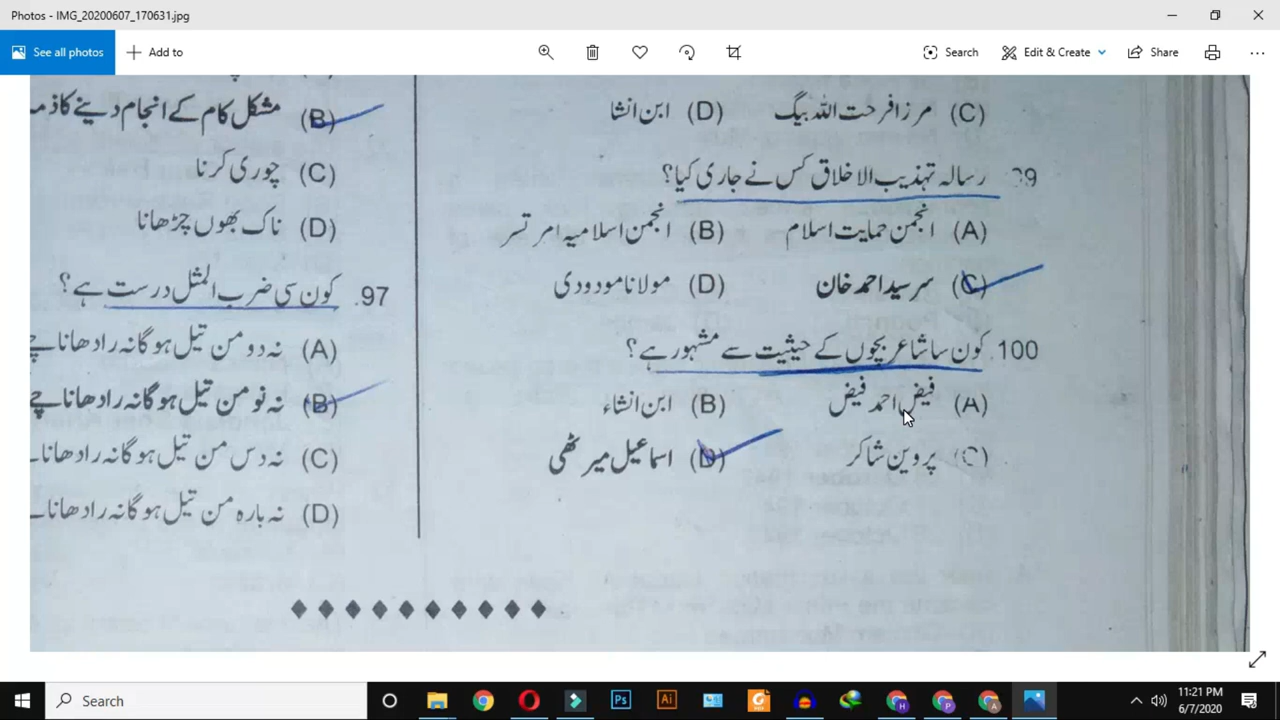 Photos - IMG_20200607_170631.jpg
See all photos
Add to
Search
Edit & Create
Share
(C) مرزا فرحت اللہ بیگ (D) ابن انشا
رسالہ تہذیب الاخلاق کس نے جاری کیا؟
(A) انجمن حمایت اسلام (B) انجمن اسلامیہ امرتسر
(C) سر سید احمد خان (D) مولانا مودودی
100. کون سا شاعر بچوں کے حیثیت سے مشہور ہے؟
(A) فیض احمد فیض (B) ابن انشاء
(C) پروین شاکر (D) اسماعیل میرٹھی
(B) مشکل کام کے انجام دینے کا
(C) چوری کرنا
(D) ناک بھوں چڑھانا
97. کون سی ضرب المثل درست ہے؟
(A) نہ دو من تیل ہوگا نہ رادھا نا
(B) نہ نو من تیل ہوگا نہ رادھا نا
(C) نہ دس من تیل ہوگا نہ رادھا نا
(D) نہ بارہ من تیل ہوگا نہ رادھا نا
Search
11:21 PM
6/7/2020